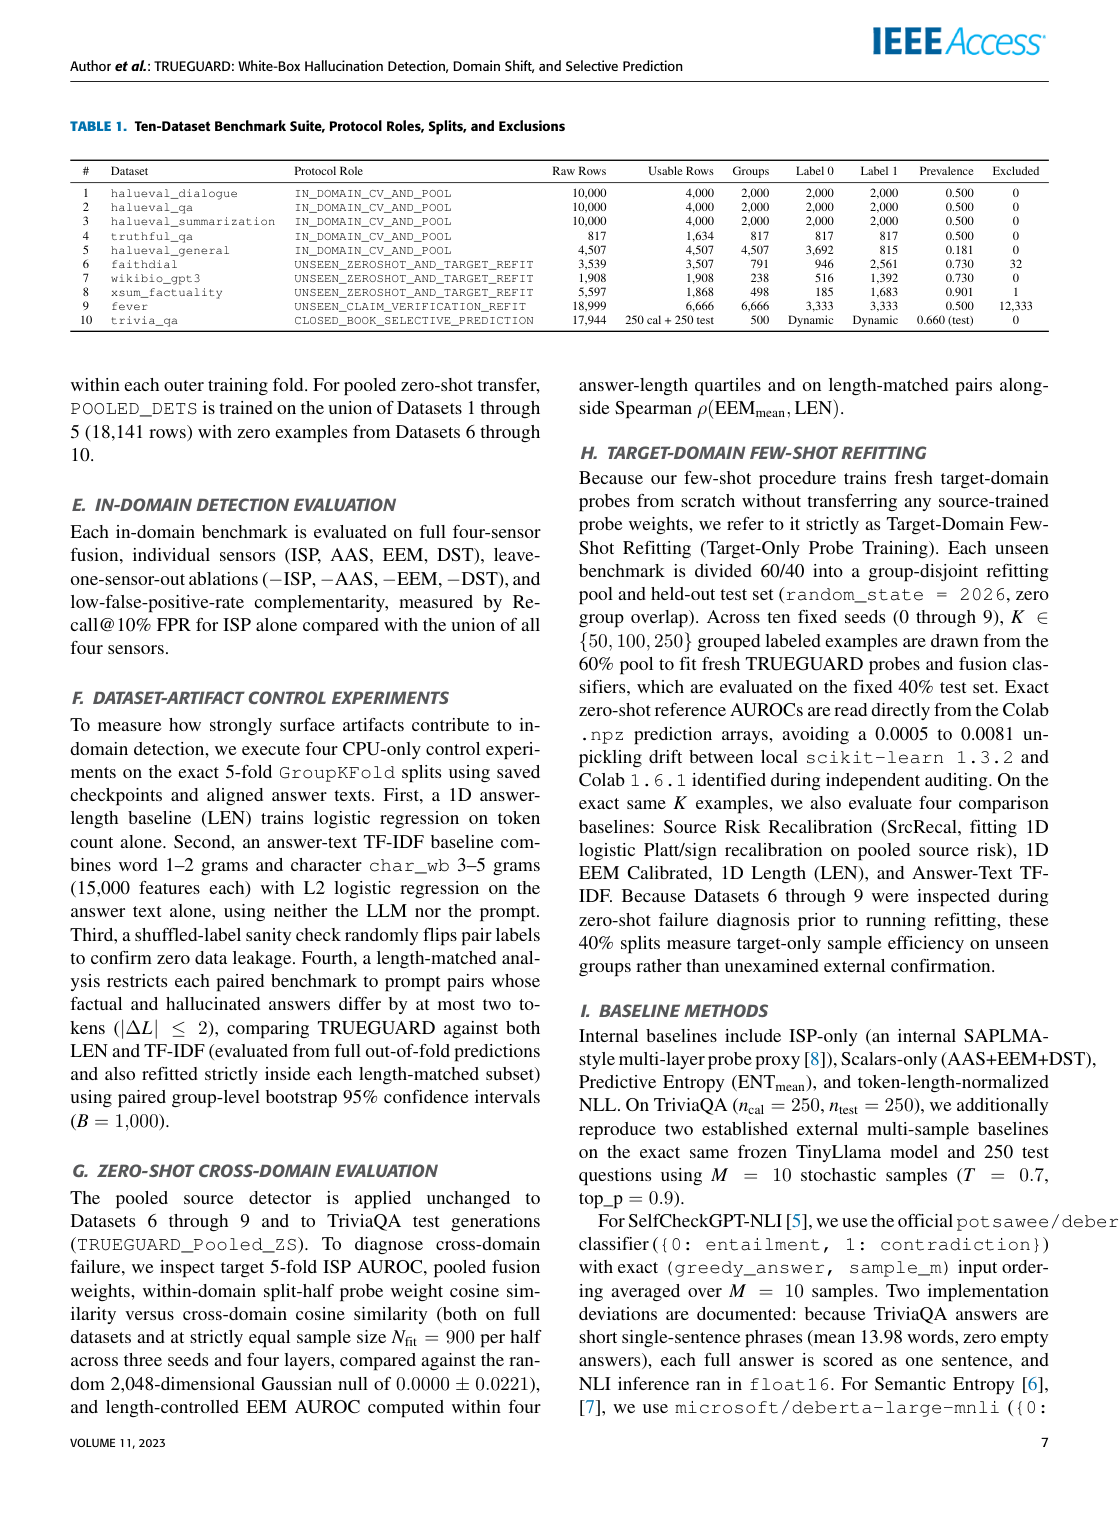 IEEE Access
Author et al.: TRUEGUARD: White-Box Hallucination Detection, Domain Shift, and Selective Prediction
TABLE 1. Ten-Dataset Benchmark Suite, Protocol Roles, Splits, and Exclusions
# Dataset Protocol Role Raw Rows Usable Rows Groups Label 0 Label 1 Prevalence Excluded
1 halueval_dialogue IN_DOMAIN_CV_AND_POOL 10,000 4,000 2,000 2,000 2,000 0.500 0
2 halueval_qa IN_DOMAIN_CV_AND_POOL 10,000 4,000 2,000 2,000 2,000 0.500 0
3 halueval_summarization IN_DOMAIN_CV_AND_POOL 10,000 4,000 2,000 2,000 2,000 0.500 0
4 truthful_qa IN_DOMAIN_CV_AND_POOL 817 1,634 817 817 817 0.500 0
5 halueval_general IN_DOMAIN_CV_AND_POOL 4,507 4,507 4,507 3,692 815 0.181 0
6 faithdial UNSEEN_ZEROSHOT_AND_TARGET_REFIT 3,539 3,507 791 946 2,561 0.730 32
7 wikibio_gpt3 UNSEEN_ZEROSHOT_AND_TARGET_REFIT 1,908 1,908 238 516 1,392 0.730 0
8 xsum_factuality UNSEEN_ZEROSHOT_AND_TARGET_REFIT 5,597 1,868 498 185 1,683 0.901 1
9 fever UNSEEN_CLAIM_VERIFICATION_REFIT 18,999 6,666 6,666 3,333 3,333 0.500 12,333
10 trivia_qa CLOSED_BOOK_SELECTIVE_PREDICTION 17,944 250 cal + 250 test 500 Dynamic Dynamic 0.660 (test) 0
within each outer training fold. For pooled zero-shot transfer,
POOLED_DETS is trained on the union of Datasets 1 through
5 (18,141 rows) with zero examples from Datasets 6 through
10.
E. IN-DOMAIN DETECTION EVALUATION
Each in-domain benchmark is evaluated on full four-sensor
fusion, individual sensors (ISP, AAS, EEM, DST), leave-
one-sensor-out ablations (−ISP, −AAS, −EEM, −DST), and
low-false-positive-rate complementarity, measured by Re-
call@10% FPR for ISP alone compared with the union of all
four sensors.
F. DATASET-ARTIFACT CONTROL EXPERIMENTS
To measure how strongly surface artifacts contribute to in-
domain detection, we execute four CPU-only control experi-
ments on the exact 5-fold GroupKFold splits using saved
checkpoints and aligned answer texts. First, a 1D answer-
length baseline (LEN) trains logistic regression on token
count alone. Second, an answer-text TF-IDF baseline com-
bines word 1–2 grams and character char_wb 3–5 grams
(15,000 features each) with L2 logistic regression on the
answer text alone, using neither the LLM nor the prompt.
Third, a shuffled-label sanity check randomly flips pair labels
to confirm zero data leakage. Fourth, a length-matched anal-
ysis restricts each paired benchmark to prompt pairs whose
factual and hallucinated answers differ by at most two to-
kens (|ΔL| ≤ 2), comparing TRUEGUARD against both
LEN and TF-IDF (evaluated from full out-of-fold predictions
and also refitted strictly inside each length-matched subset)
using paired group-level bootstrap 95% confidence intervals
(B = 1,000).
G. ZERO-SHOT CROSS-DOMAIN EVALUATION
The pooled source detector is applied unchanged to
Datasets 6 through 9 and to TriviaQA test generations
(TRUEGUARD_Pooled_ZS). To diagnose cross-domain
failure, we inspect target 5-fold ISP AUROC, pooled fusion
weights, within-domain split-half probe weight cosine sim-
ilarity versus cross-domain cosine similarity (both on full
datasets and at strictly equal sample size Nfit = 900 per half
across three seeds and four layers, compared against the ran-
dom 2,048-dimensional Gaussian null of 0.0000 ± 0.0221),
and length-controlled EEM AUROC computed within four
answer-length quartiles and on length-matched pairs along-
side Spearman ρ(EEMmean, LEN).
H. TARGET-DOMAIN FEW-SHOT REFITTING
Because our few-shot procedure trains fresh target-domain
probes from scratch without transferring any source-trained
probe weights, we refer to it strictly as Target-Domain Few-
Shot Refitting (Target-Only Probe Training). Each unseen
benchmark is divided 60/40 into a group-disjoint refitting
pool and held-out test set (random_state = 2026, zero
group overlap). Across ten fixed seeds (0 through 9), K ∈
{50, 100, 250} grouped labeled examples are drawn from the
60% pool to fit fresh TRUEGUARD probes and fusion clas-
sifiers, which are evaluated on the fixed 40% test set. Exact
zero-shot reference AUROCs are read directly from the Colab
.npz prediction arrays, avoiding a 0.0005 to 0.0081 un-
pickling drift between local scikit-learn 1.3.2 and
Colab 1.6.1 identified during independent auditing. On the
exact same K examples, we also evaluate four comparison
baselines: Source Risk Recalibration (SrcRecal, fitting 1D
logistic Platt/sign recalibration on pooled source risk), 1D
EEM Calibrated, 1D Length (LEN), and Answer-Text TF-
IDF. Because Datasets 6 through 9 were inspected during
zero-shot failure diagnosis prior to running refitting, these
40% splits measure target-only sample efficiency on unseen
groups rather than unexamined external confirmation.
I. BASELINE METHODS
Internal baselines include ISP-only (an internal SAPLMA-
style multi-layer probe proxy [8]), Scalars-only (AAS+EEM+DST),
Predictive Entropy (ENTmean), and token-length-normalized
NLL. On TriviaQA (ncal = 250, ntest = 250), we additionally
reproduce two established external multi-sample baselines
on the exact same frozen TinyLlama model and 250 test
questions using M = 10 stochastic samples (T = 0.7,
top_p = 0.9).
For SelfCheckGPT-NLI [5], we use the official potsawee/deber
classifier ({0: entailment, 1: contradiction})
with exact (greedy_answer, sample_m) input order-
ing averaged over M = 10 samples. Two implementation
deviations are documented: because TriviaQA answers are
short single-sentence phrases (mean 13.98 words, zero empty
answers), each full answer is scored as one sentence, and
NLI inference ran in float16. For Semantic Entropy [6],
[7], we use microsoft/deberta-large-mnli ({0:
VOLUME 11, 2023
7